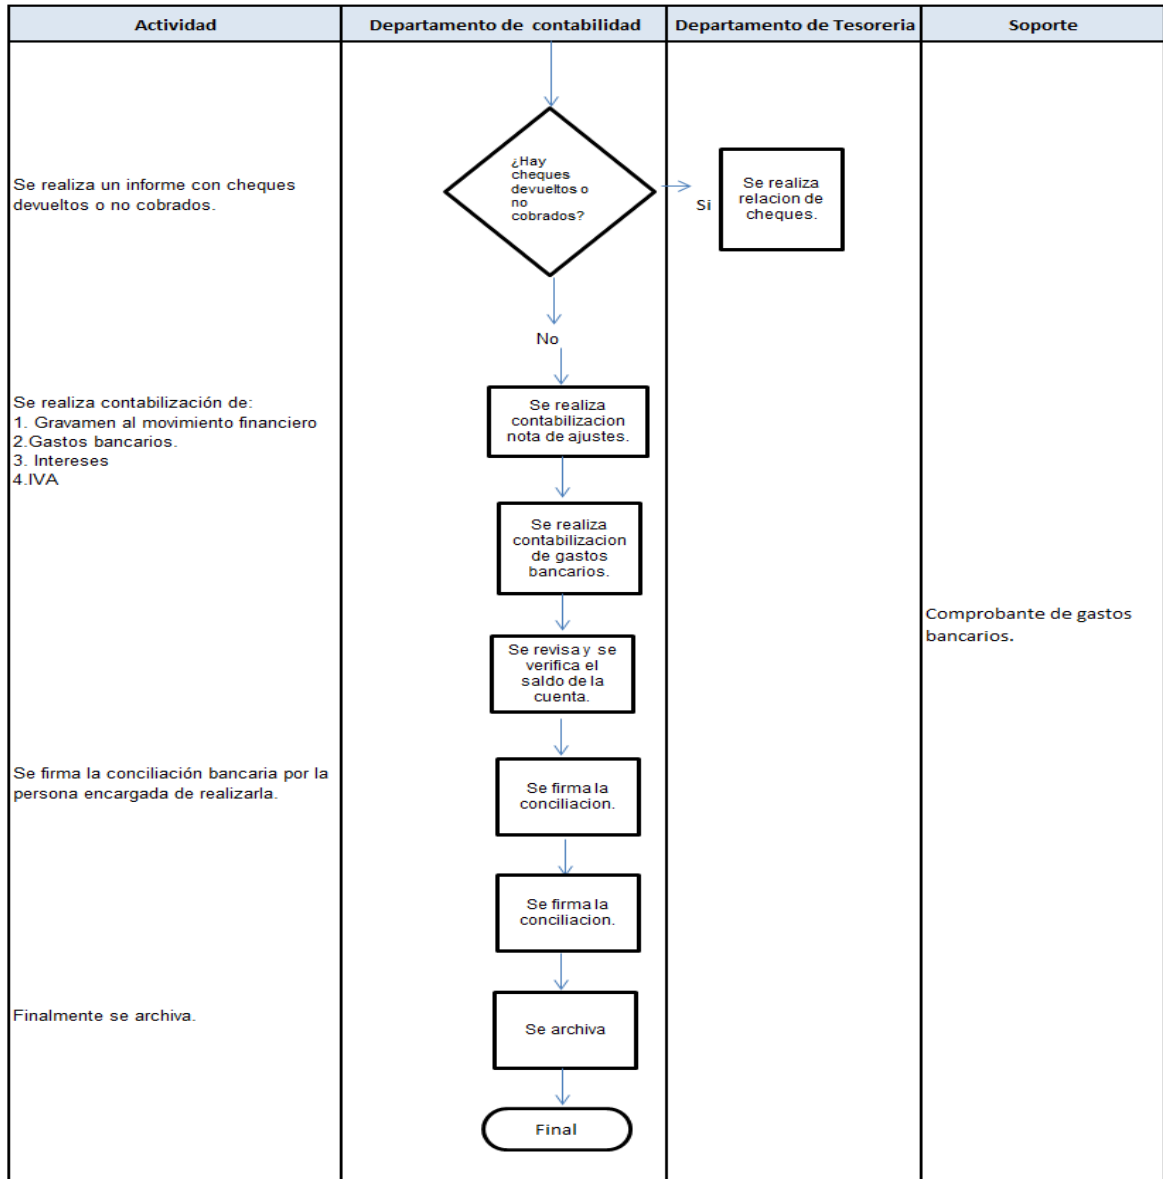 Actividad
Departamento de contabilidad
Departamento de Tesoreria
Soporte
¿Hay
cheques
devueltos o
no
cobrados?
Se realiza un informe con cheques
devueltos o no cobrados.
Si
Se realiza
relacion de
cheques.
No
Se realiza contabilización de:
1. Gravamen al movimiento financiero
2.Gastos bancarios.
3. Intereses
4.IVA
Se realiza
contabilizacion
nota de ajustes.
Se realiza
contabilizacion
de gastos
bancarios.
Comprobante de gastos
bancarios.
Se revisa y se
verifica el
saldo de la
cuenta.
Se firma la conciliación bancaria por la
persona encargada de realizarla.
Se firma la
conciliacion.
Se firma la
conciliacion.
Finalmente se archiva.
Se archiva
Final